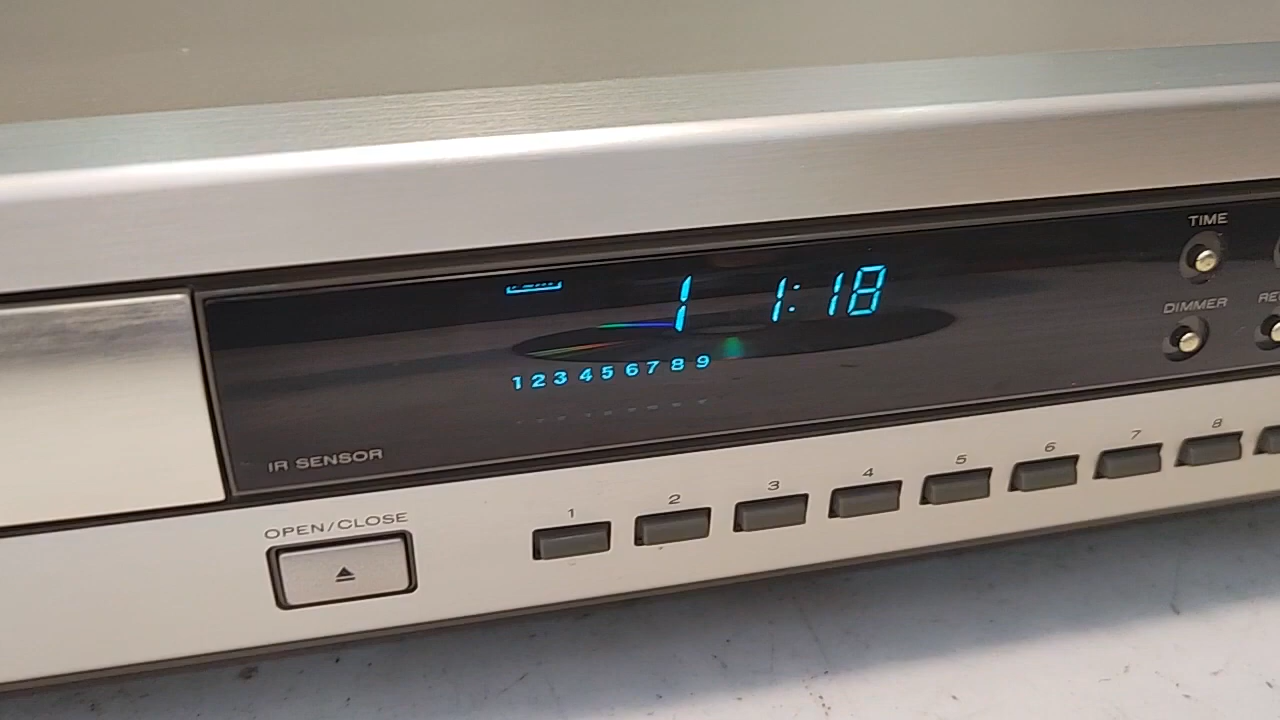 TIME
1 1:18
DIMMER
1 2 3 4 5 6 7 8 9
IR SENSOR
OPEN/CLOSE
1 2 3 4 5 6 7 8